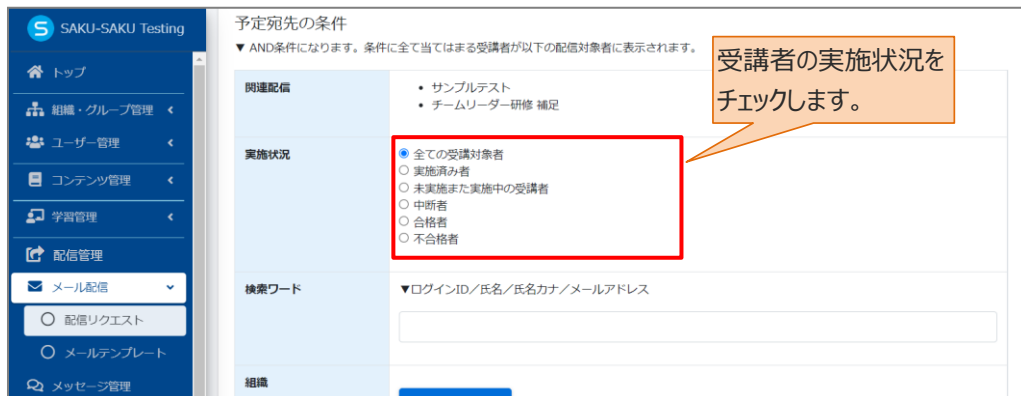 SAKU-SAKU Testing
トップ
組織・グループ管理
ユーザー管理
コンテンツ管理
学習管理
配信管理
メール配信
配信リクエスト
メールテンプレート
メッセージ管理
予定宛先の条件
▼ AND条件になります。条件に全て当てはまる受講者が以下の配信対象者に表示されます。
関連配信
• サンプルテスト
• チームリーダー研修 補足
実施状況
全ての受講対象者
実施済み者
未実施また実施中の受講者
中断者
合格者
不合格者
検索ワード
▼ログインID／氏名／氏名カナ／メールアドレス
組織
受講者の実施状況を
チェックします。